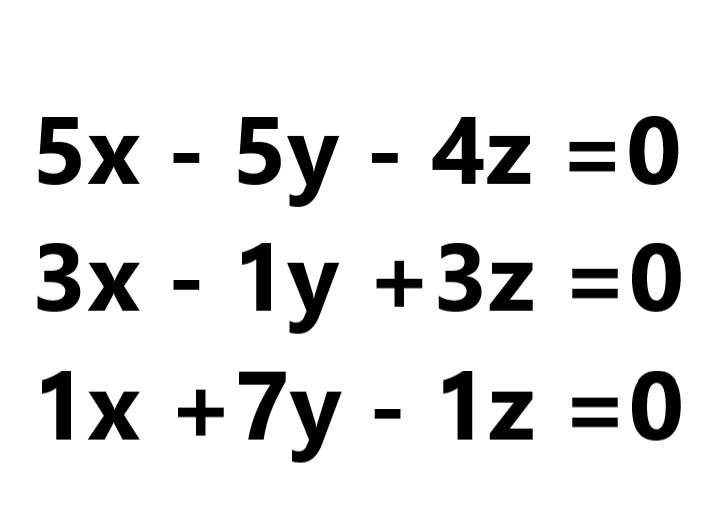 5x - 5y - 4z =0
3x - 1y +3z =0
1x +7y - 1z =0